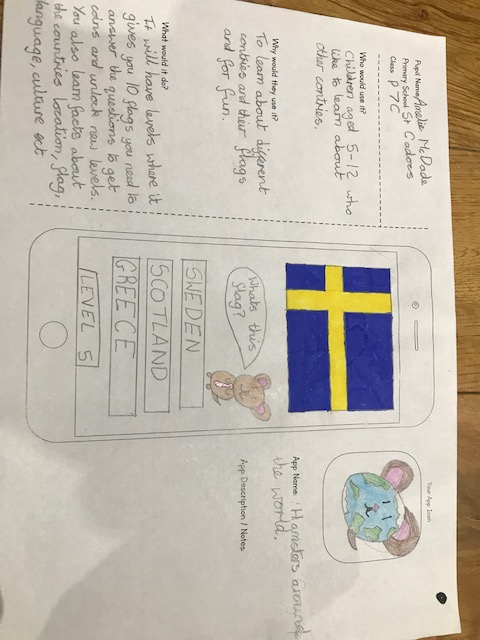 Pupil Name: Amelie McDade
Primary School St Cadocs
Class: P7C
Who would use it?
Children aged 5-12 who
like to learn about
other contries.
Why would they use it?
To learn about different
contries and their flags
and for fun.
What would it do?
It will have levels where it
gives you 10 flags you need to
answer the questions to get
coins and unlock new levels.
You also learn facts about
the countries location, flag,
language, culture ect
Whats this
flag?
SWEDEN
SCOTLAND
GREECE
LEVEL 5
Your App Icon
App Name: Hamsters around
the world.
App Description / Notes